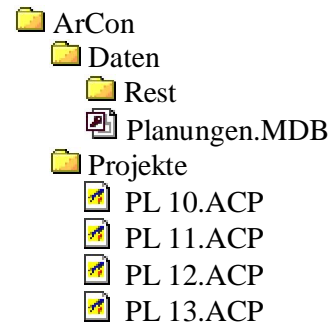 ArCon
Daten
Rest
Planungen.MDB
Projekte
PL 10.ACP
PL 11.ACP
PL 12.ACP
PL 13.ACP